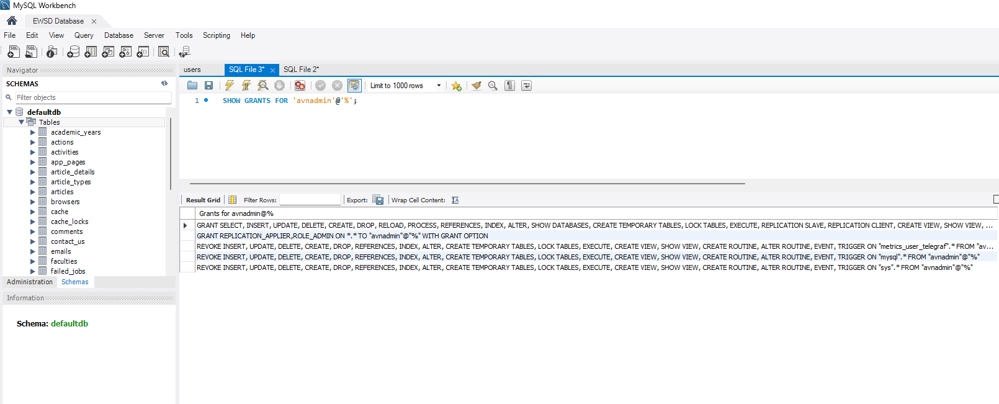 MySQL Workbench
EWSD Database
File Edit View Query Database Server Tools Scripting Help
Navigator
SCHEMAS
Filter objects
defaultdb
Tables
academic_years
actions
activities
app_pages
article_details
article_types
articles
browsers
cache
cache_locks
comments
contact_us
emails
faculties
failed_jobs
Administration Schemas
Information
Schema: defaultdb
users SQL File 3* SQL File 2*
Limit to 1000 rows
1 SHOW GRANTS FOR 'avnadmin'@'%';
Result Grid Filter Rows: Export: Wrap Cell Content:
Grants for avnadmin@%
GRANT SELECT, INSERT, UPDATE, DELETE, CREATE, DROP, RELOAD, PROCESS, REFERENCES, INDEX, ALTER, SHOW DATABASES, CREATE TEMPORARY TABLES, LOCK TABLES, EXECUTE, REPLICATION SLAVE, REPLICATION CLIENT, CREATE VIEW, SHOW VIEW, ...
GRANT REPLICATION_APPLIER,ROLE_ADMIN ON *.* TO "avnadmin"@"%" WITH GRANT OPTION
REVOKE INSERT, UPDATE, DELETE, CREATE, DROP, REFERENCES, INDEX, ALTER, CREATE TEMPORARY TABLES, LOCK TABLES, EXECUTE, CREATE VIEW, SHOW VIEW, CREATE ROUTINE, ALTER ROUTINE, EVENT, TRIGGER ON "metrics_user_telegraf".* FROM "av...
REVOKE INSERT, UPDATE, DELETE, CREATE, DROP, REFERENCES, INDEX, ALTER, CREATE TEMPORARY TABLES, LOCK TABLES, EXECUTE, CREATE VIEW, SHOW VIEW, CREATE ROUTINE, ALTER ROUTINE, EVENT, TRIGGER ON "mysql".* FROM "avnadmin"@"%"
REVOKE INSERT, UPDATE, DELETE, CREATE, DROP, REFERENCES, INDEX, ALTER, CREATE TEMPORARY TABLES, LOCK TABLES, EXECUTE, CREATE VIEW, SHOW VIEW, CREATE ROUTINE, ALTER ROUTINE, EVENT, TRIGGER ON "sys".* FROM "avnadmin"@"%"